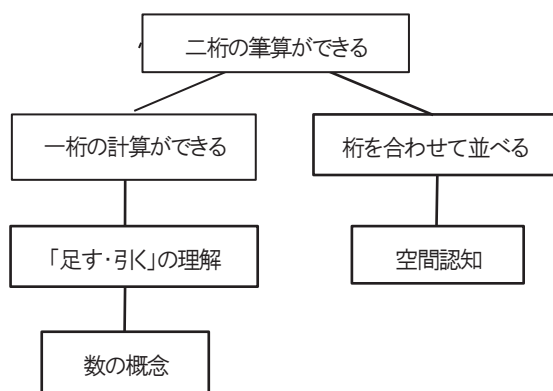 二桁の筆算ができる
一桁の計算ができる
桁を合わせて並べる
「足す・引く」の理解
空間認知
数の概念